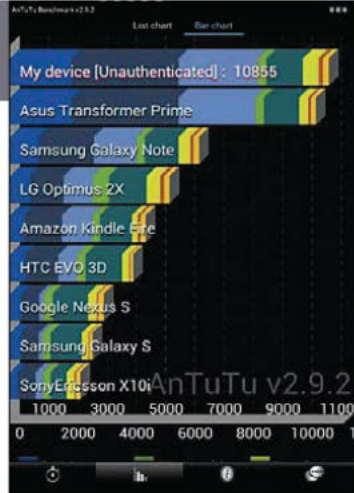 AnTuTu Benchmark v2.9.2
List chart Bar chart
My device [Unauthenticated] : 10855
Asus Transformer Prime
Samsung Galaxy Note
LG Optimus 2X
Amazon Kindle Fire
HTC EVO 3D
Google Nexus S
Samsung Galaxy S
SonyEricsson X10i
AnTuTu v2.9.2
1000 3000 5000 7000 9000 1100
0 2000 4000 6000 8000 10000 1